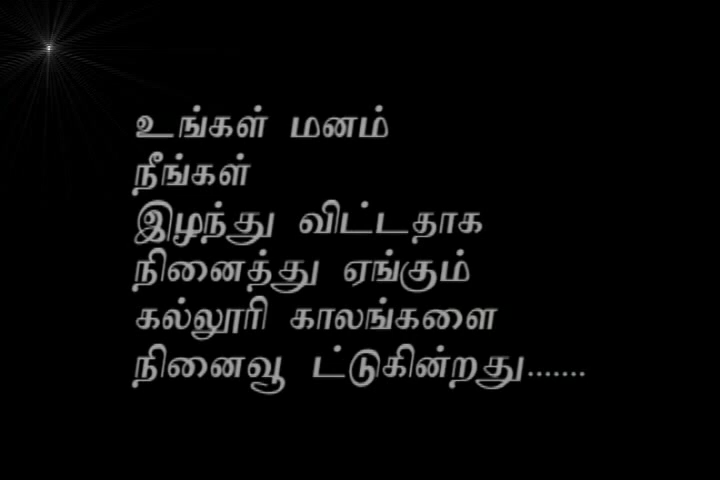 உங்கள் மனம்
நீங்கள்
இழந்து விட்டதாக
நினைத்து ஏங்கும்
கல்லூரி காலங்களை
நினைவூ ட்டுகின்றது.......